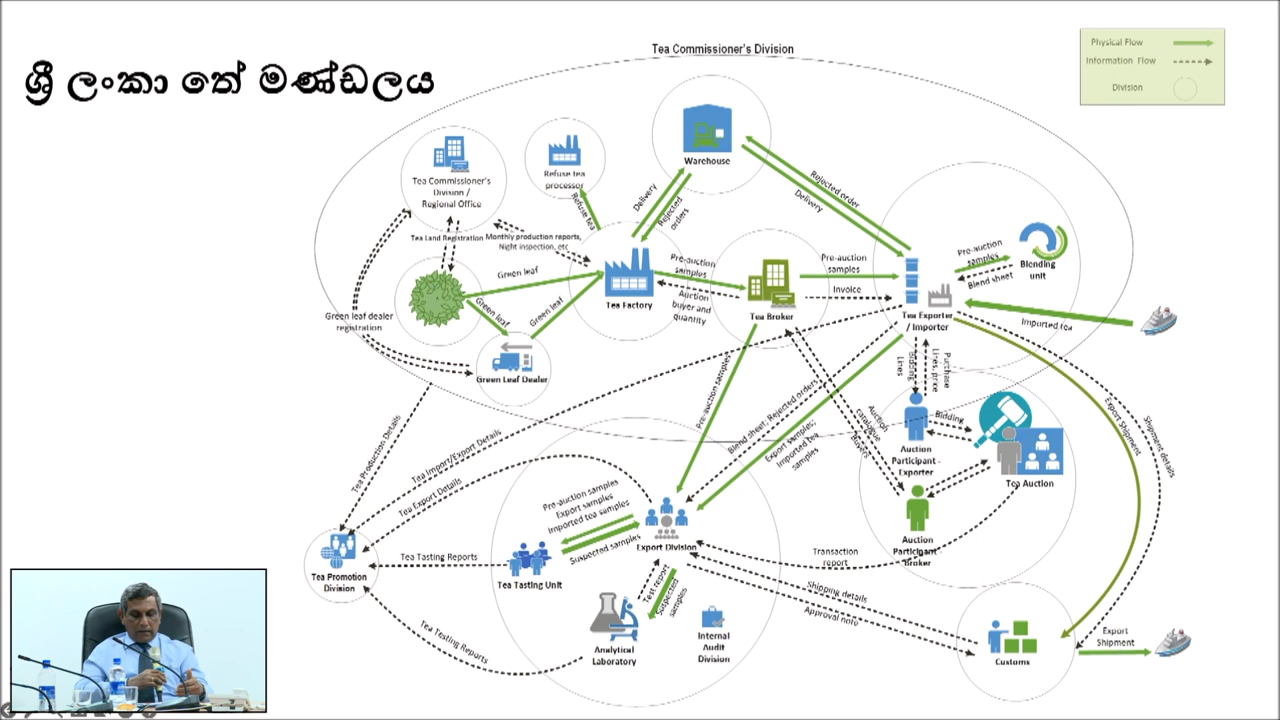 Tea Commissioner's Division
Physical Flow
Information Flow
Division
ශ්‍රී ලංකා තේ මණ්ඩලය
Warehouse
Tea Commissioner's
Division /
Regional Office
Refuse tea
processor
Refuse tea
Delivery
Rejected
orders
Rejected order
Delivery
Tea Land Registration
Monthly production reports,
Night inspection, etc
Green leaf
Green leaf
Green leaf
Green leaf dealer
registration
Green Leaf Dealer
Tea Factory
Pre-auction
samples
Auction
buyer and
quantity
Tea Broker
Pre-auction
samples
Invoice
Pre-auction
samples
Blend sheet
Blending
unit
Tea Exporter
/ Importer
Imported tea
Bidding
Lines
Purchase
Lines, price
Pre-auction samples
Blend sheet, Rejected orders
Export samples;
Imported tea
samples
Auction
catalogue
Buyers
Bidding
Auction
Participant -
Exporter
Tea Auction
Auction
Participant -
Broker
Export Shipment
Shipment details
Tea Production Details
Tea Import/Export Details
Tea Export Details
Pre-auction samples
Export samples
Imported tea samples
Suspected samples
Export Division
Tea Tasting Reports
Tea Tasting Unit
Tea Promotion
Division
Test report
Suspected
samples
Analytical
Laboratory
Internal
Audit
Division
Tea Testing Reports
Transaction
report
Shipping details
Approval note
Customs
Export
Shipment